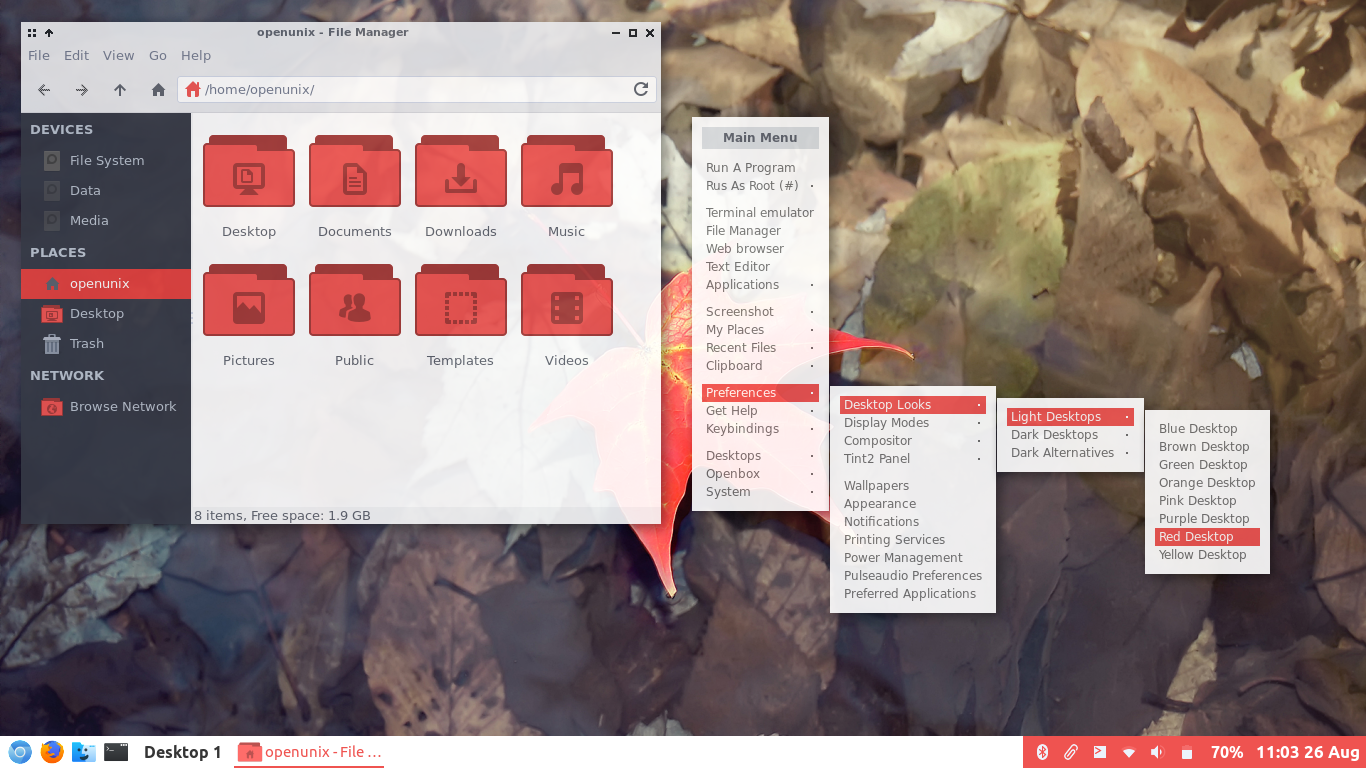 openunix - File Manager
File Edit View Go Help
/home/openunix/
DEVICES
File System
Data
Media
PLACES
openunix
Desktop
Trash
NETWORK
Browse Network
Desktop Documents Downloads Music
Pictures Public Templates Videos
8 items, Free space: 1.9 GB
Main Menu
Run A Program
Rus As Root (#)
Terminal emulator
File Manager
Web browser
Text Editor
Applications
Screenshot
My Places
Recent Files
Clipboard
Preferences
Get Help
Keybindings
Desktops
Openbox
System
Desktop Looks
Display Modes
Compositor
Tint2 Panel
Wallpapers
Appearance
Notifications
Printing Services
Power Management
Pulseaudio Preferences
Preferred Applications
Light Desktops
Dark Desktops
Dark Alternatives
Blue Desktop
Brown Desktop
Green Desktop
Orange Desktop
Pink Desktop
Purple Desktop
Red Desktop
Yellow Desktop
Desktop 1 openunix - File ... 70% 11:03 26 Aug